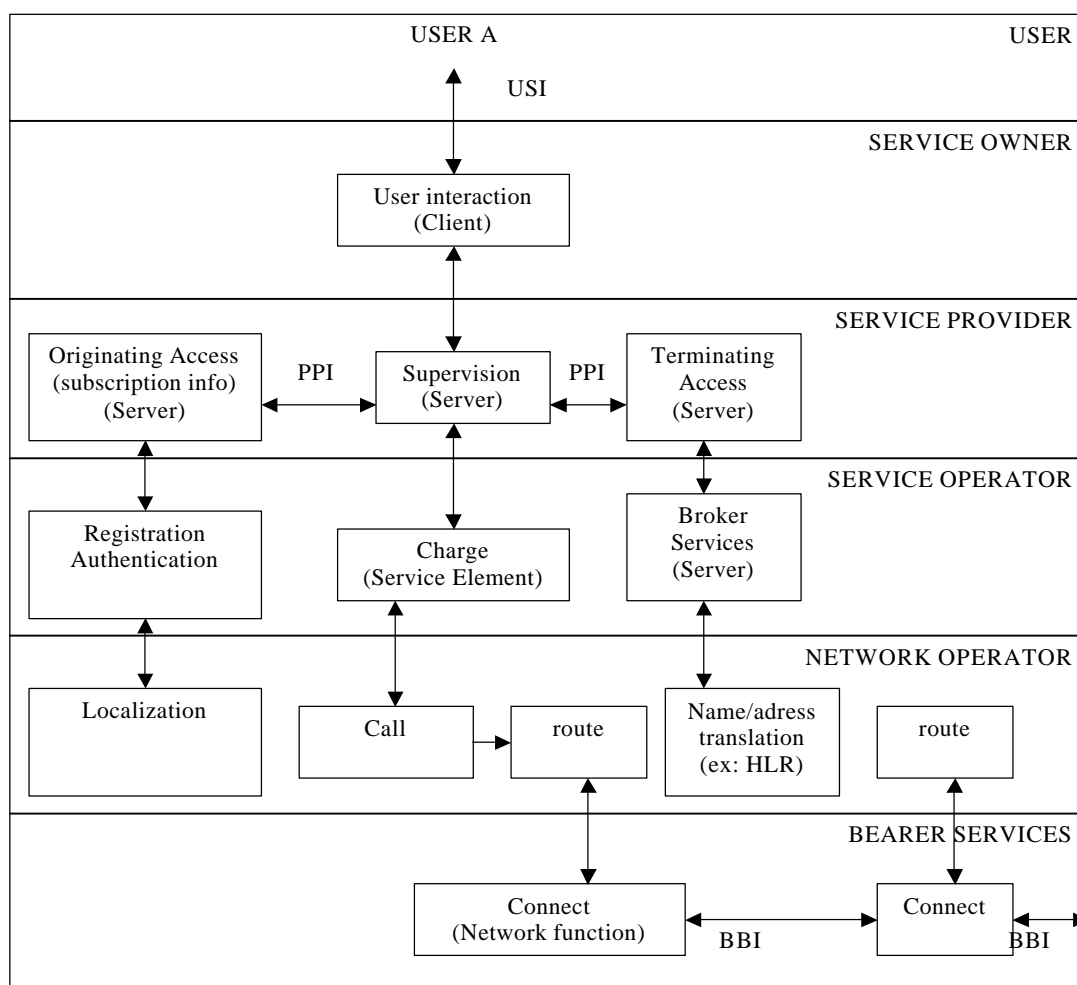 USER A
USER
USI
SERVICE OWNER
User interaction
(Client)
SERVICE PROVIDER
Originating Access
(subscription info)
(Server)
PPI
Supervision
(Server)
PPI
Terminating
Access
(Server)
SERVICE OPERATOR
Registration
Authentication
Charge
(Service Element)
Broker
Services
(Server)
NETWORK OPERATOR
Localization
Call
route
Name/adress
translation
(ex: HLR)
route
BEARER SERVICES
Connect
(Network function)
BBI
Connect
BBI